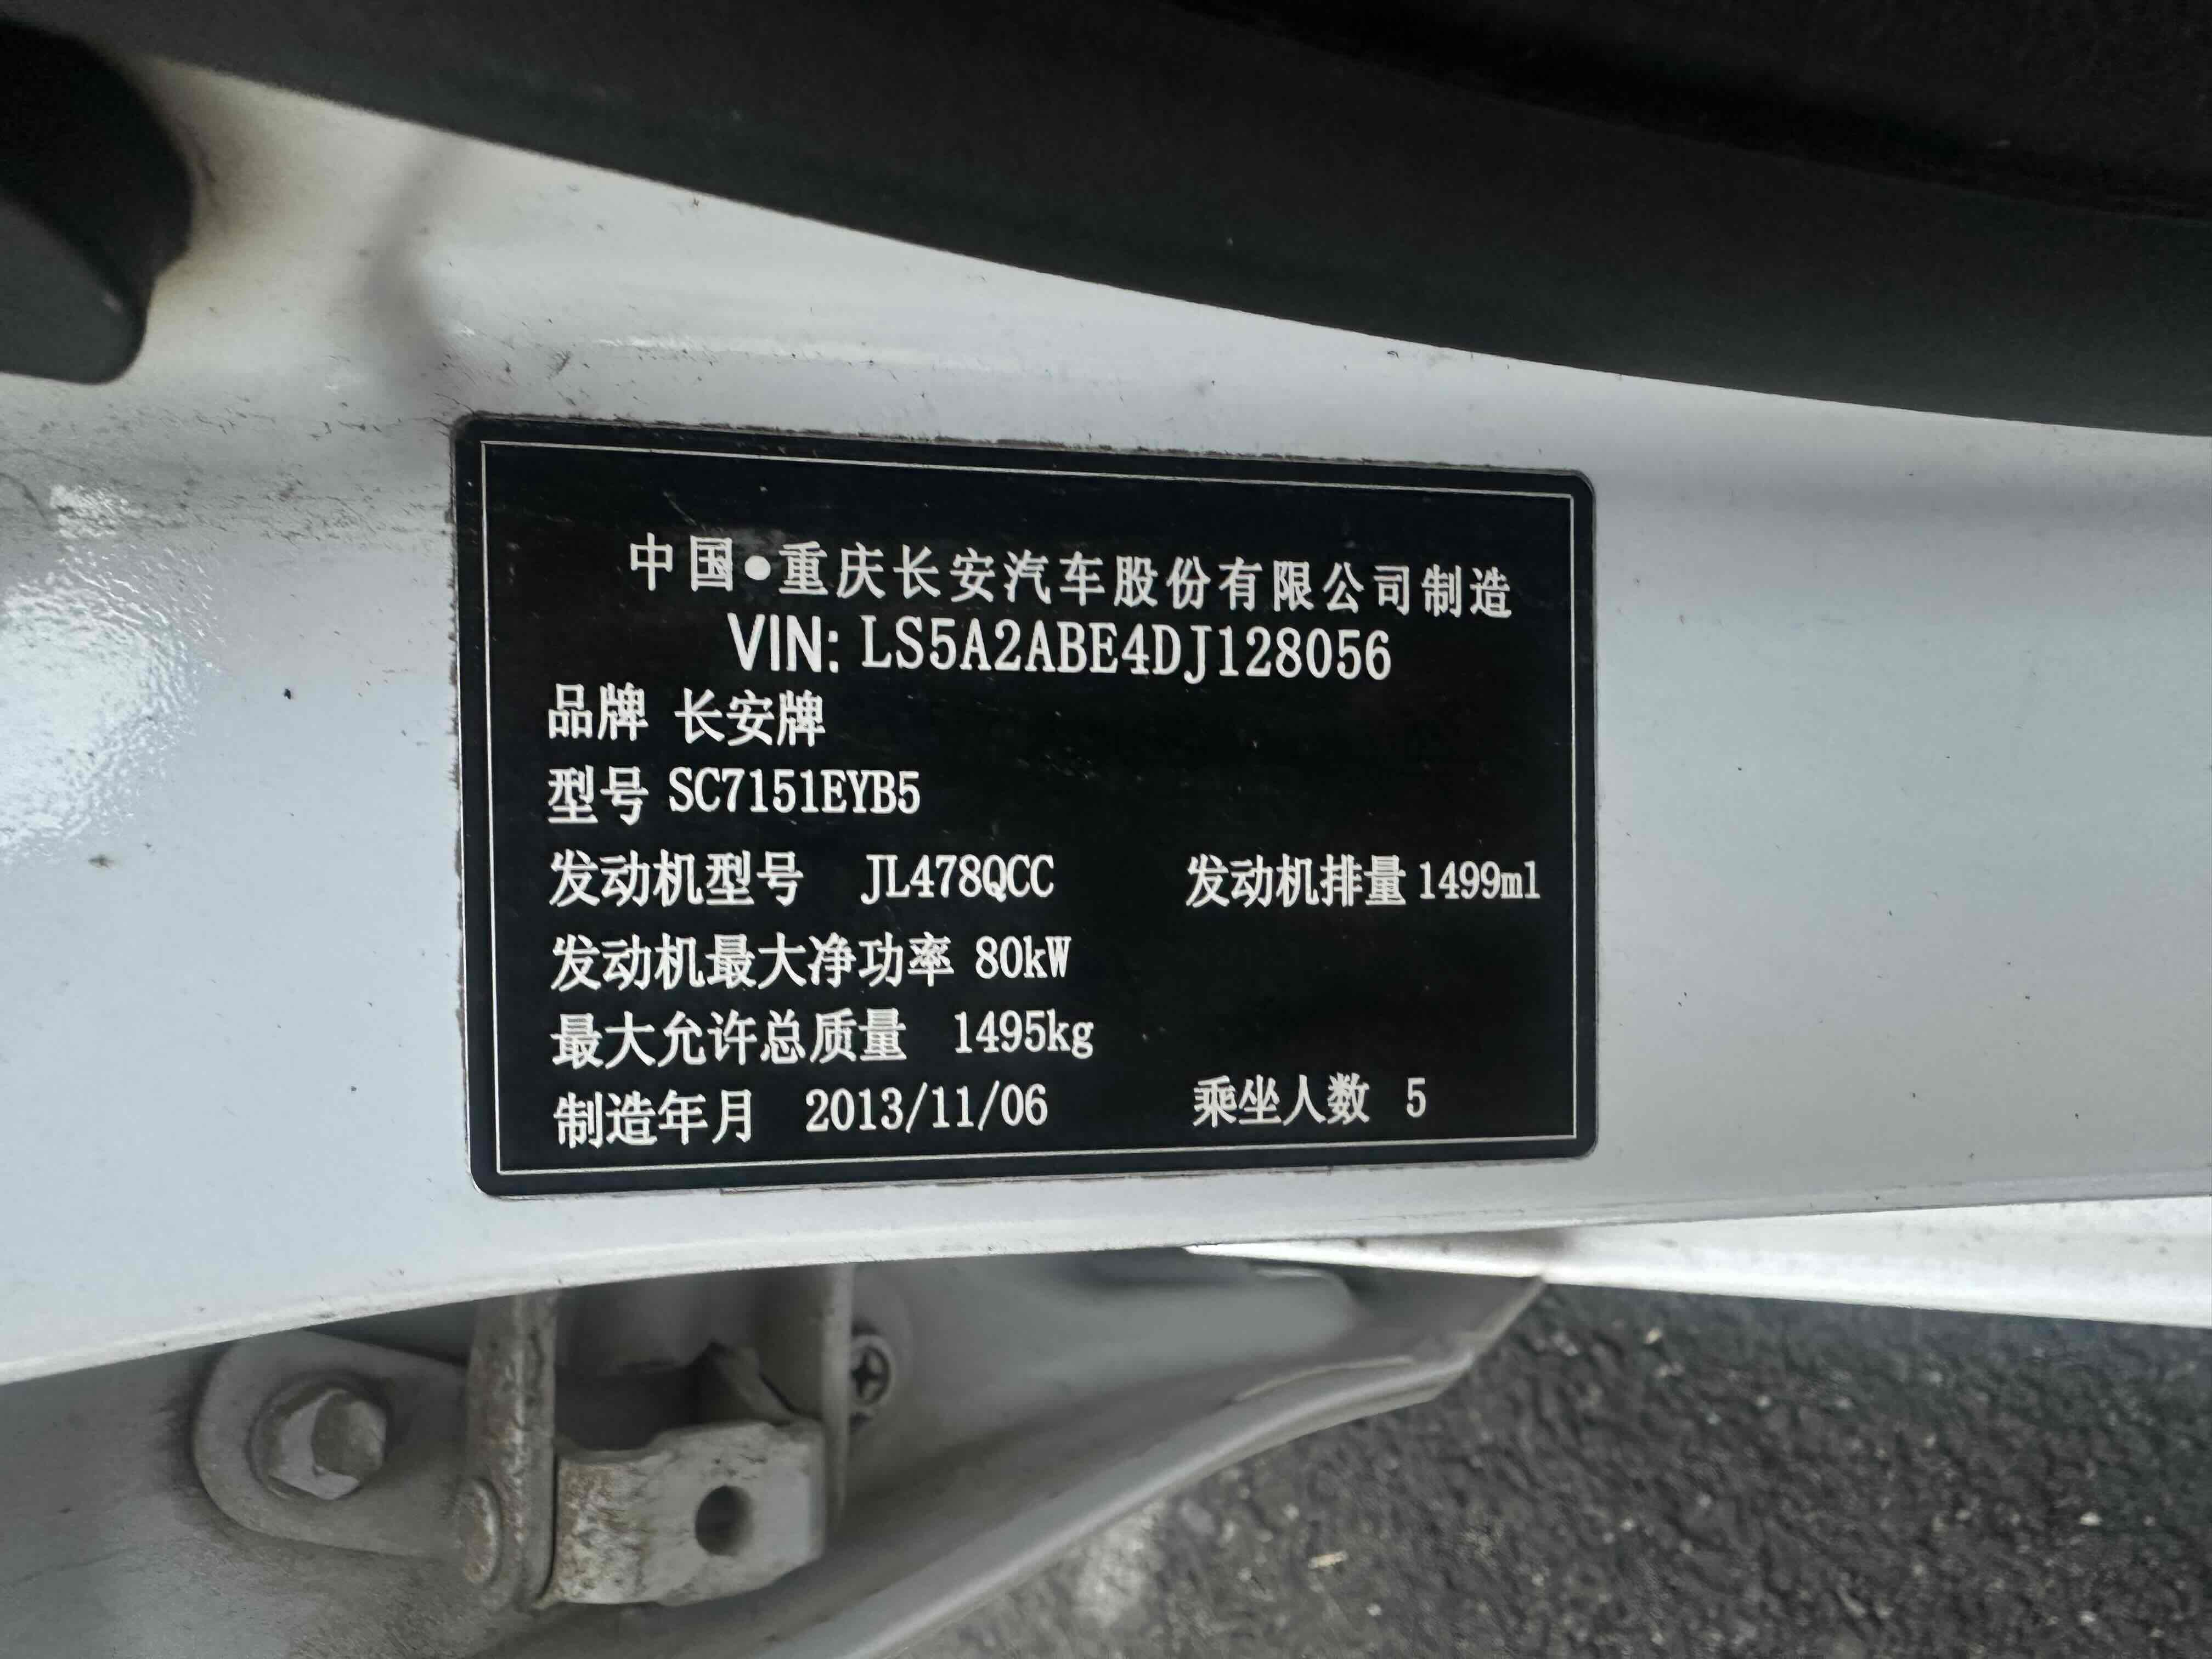 中国●重庆长安汽车股份有限公司制造
VIN: LS5A2ABE4DJ128056
品牌 长安牌
型号 SC7151EYB5
发动机型号 JL478QCC 发动机排量 1499ml
发动机最大净功率 80kW
最大允许总质量 1495kg
制造年月 2013/11/06 乘坐人数 5